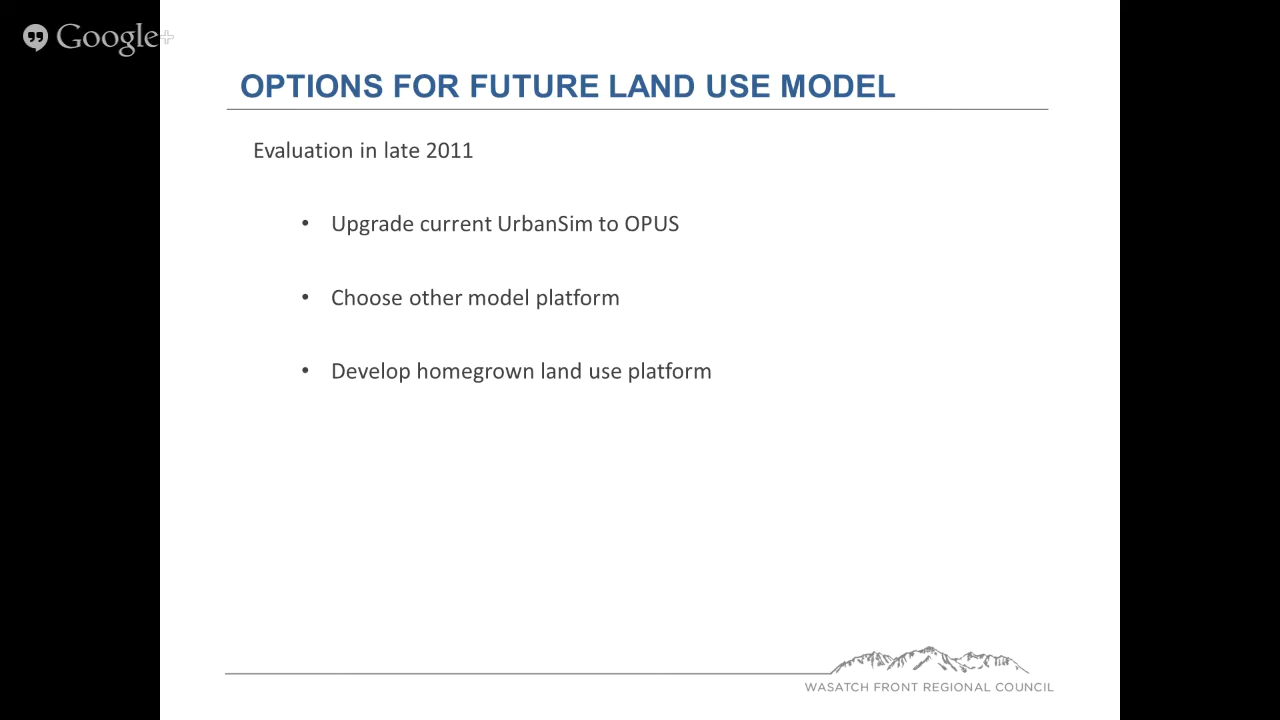 Google+
OPTIONS FOR FUTURE LAND USE MODEL
Evaluation in late 2011
• Upgrade current UrbanSim to OPUS
• Choose other model platform
• Develop homegrown land use platform
WASATCH FRONT REGIONAL COUNCIL